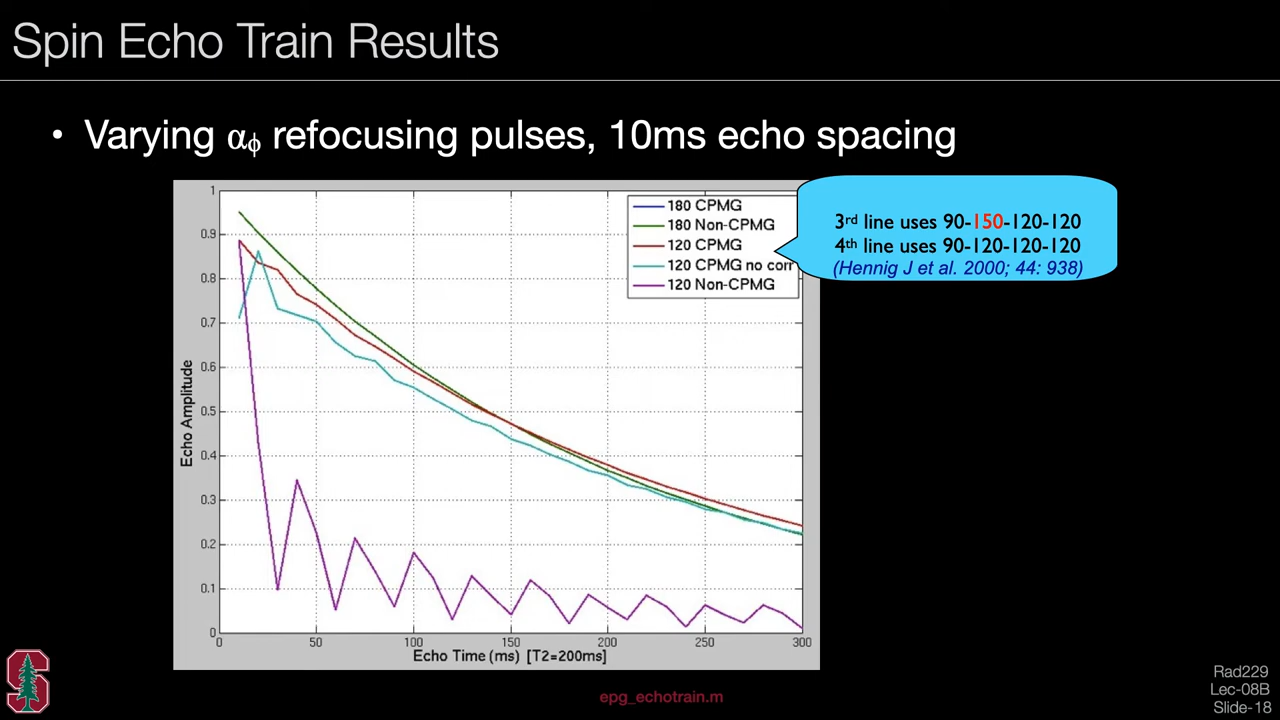 Spin Echo Train Results
• Varying αϕ refocusing pulses, 10ms echo spacing
180 CPMG
180 Non-CPMG
120 CPMG
120 CPMG no corr
120 Non-CPMG
3rd line uses 90-150-120-120
4th line uses 90-120-120-120
(Hennig J et al. 2000; 44: 938)
1
0.9
0.8
0.7
0.6
0.5
0.4
0.3
0.2
0.1
0
Echo Amplitude
0 50 100 150 200 250 300
Echo Time (ms) [T2=200ms]
epg_echotrain.m
Rad229
Lec-08B
Slide-18
S